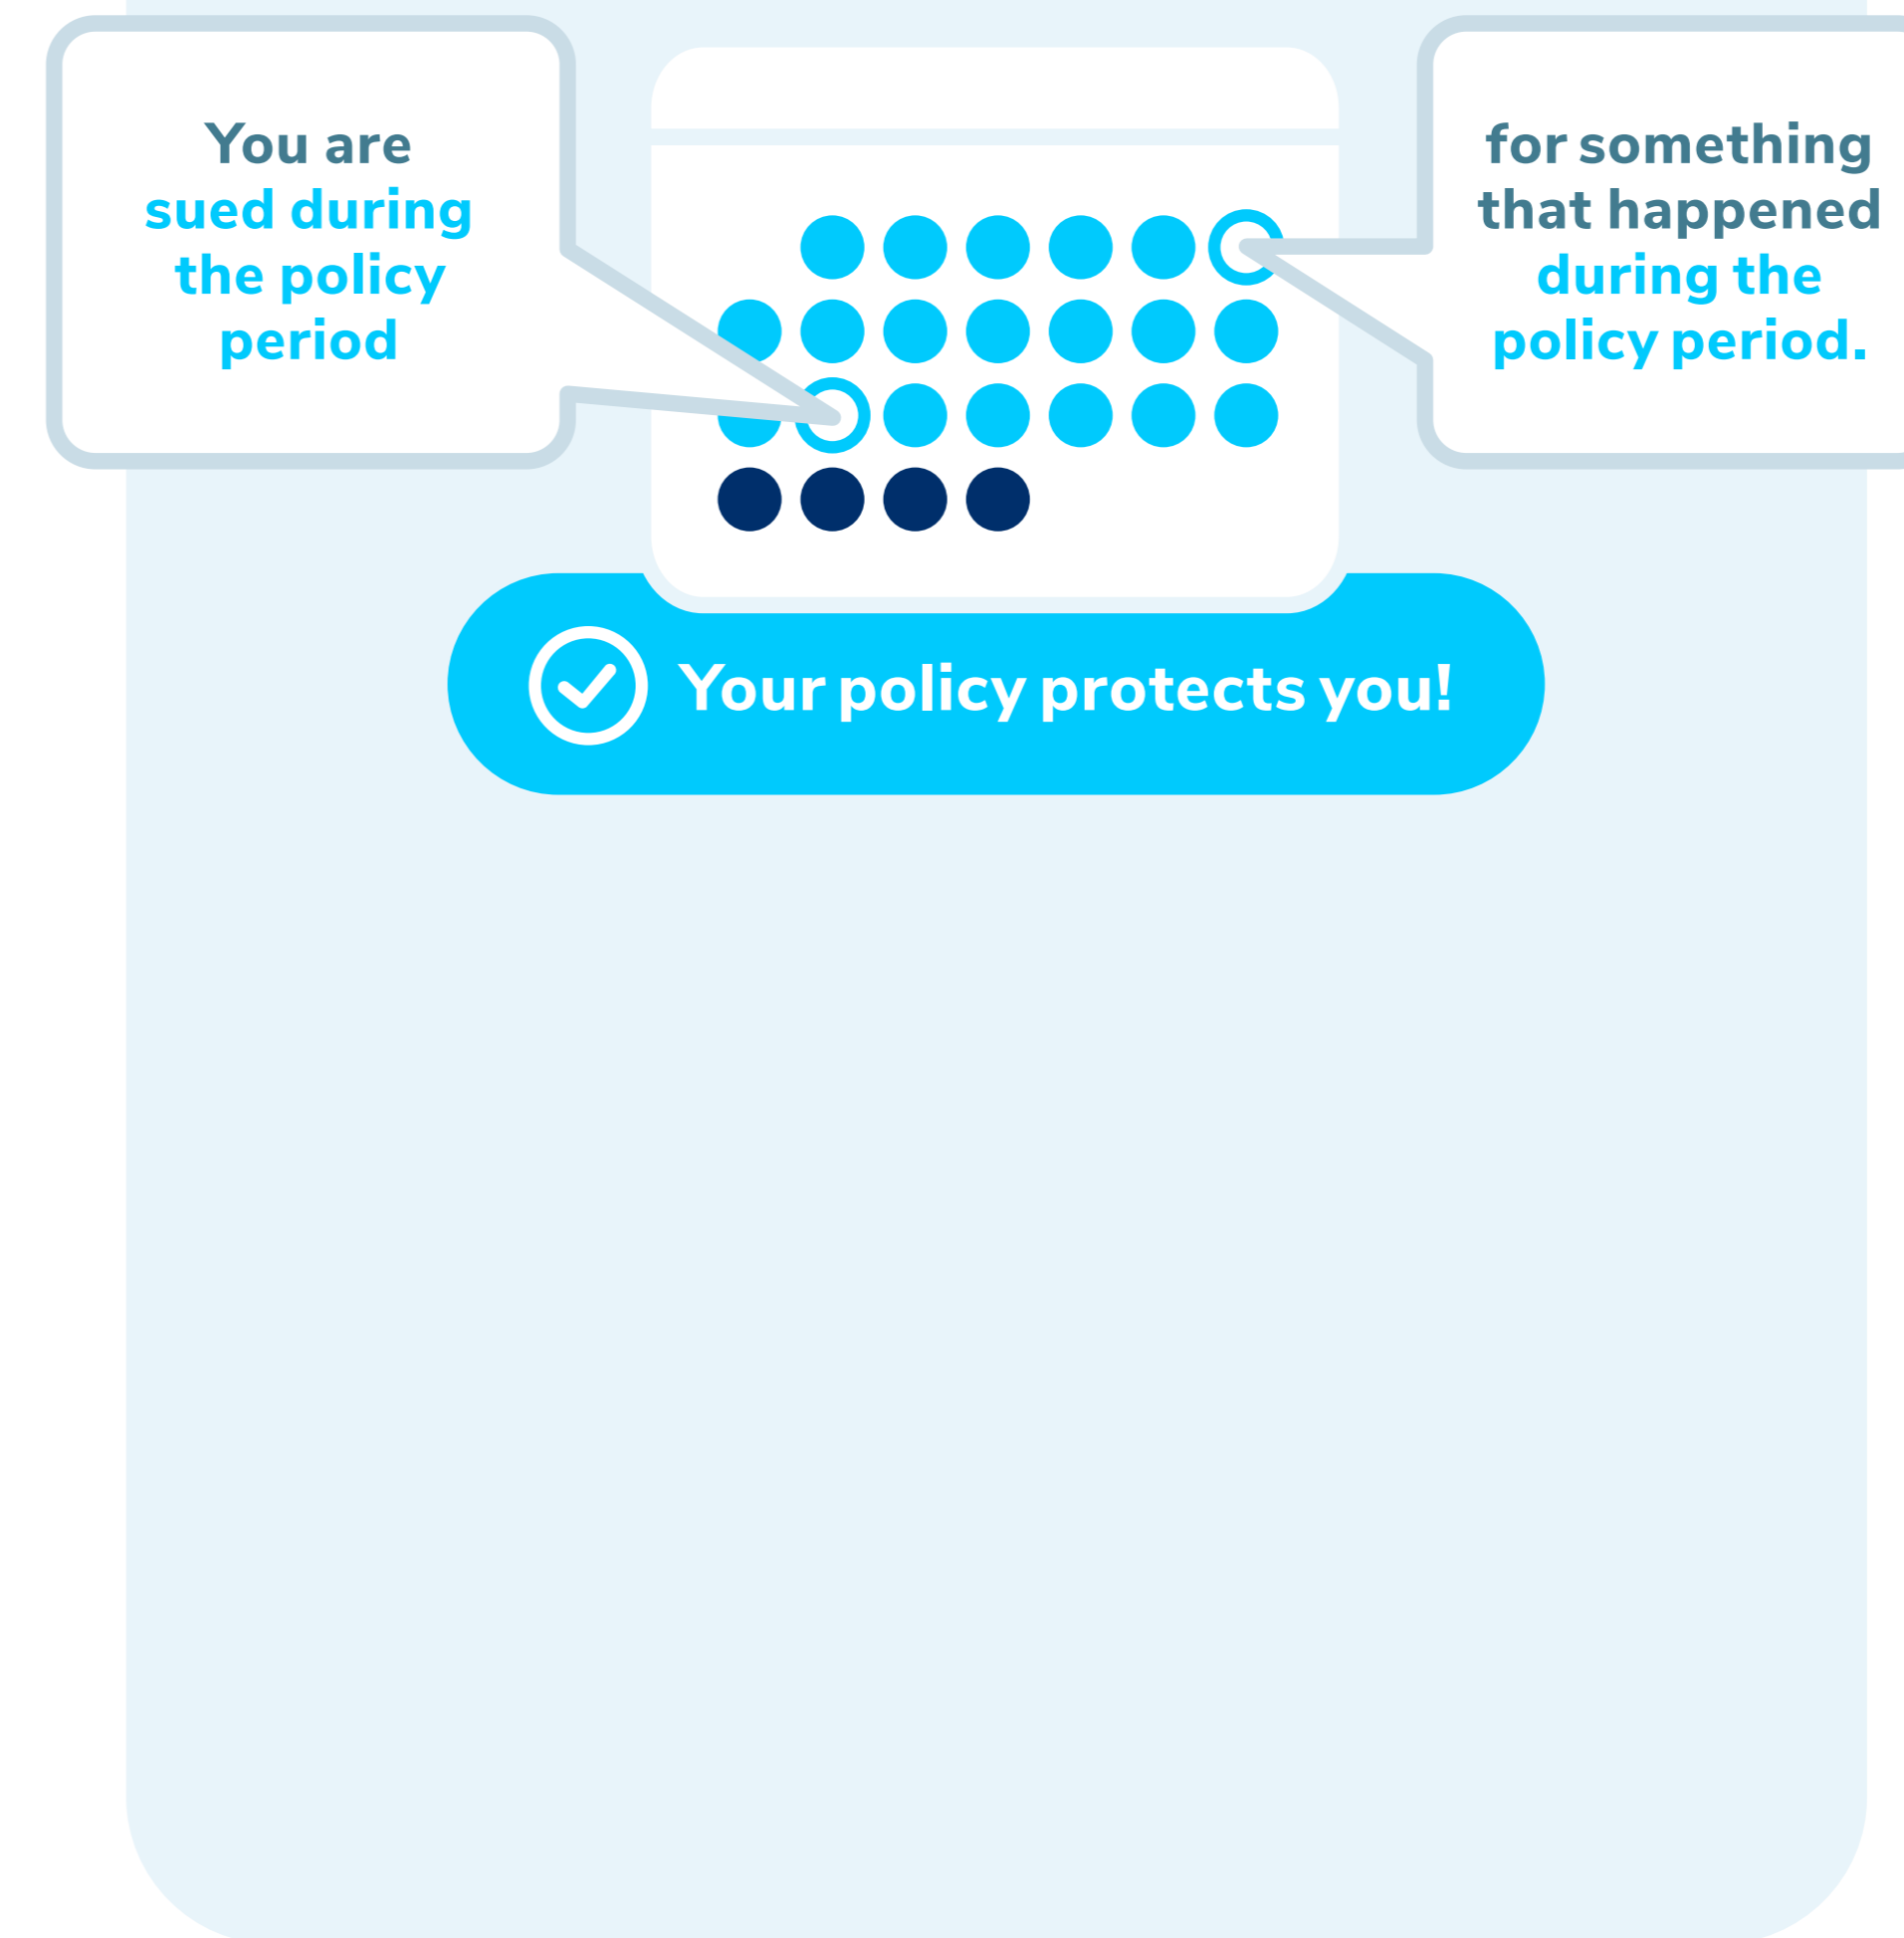 You are
sued during
the policy
period
for something
that happened
during the
policy period.
Your policy protects you!